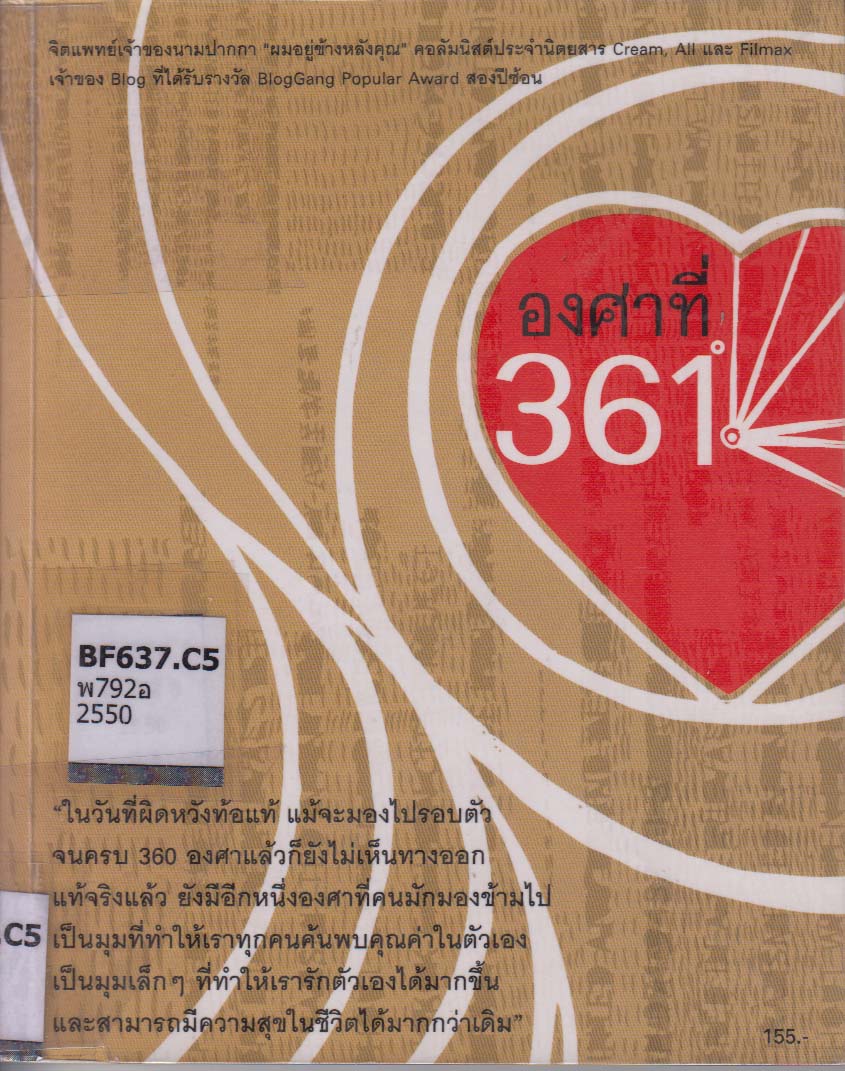 จิตแพทย์เจ้าของนามปากกา "ผมอยู่ข้างหลังคุณ" คอลัมนิสต์ประจำนิตยสาร Cream, All และ Filmax
เจ้าของ Blog ที่ได้รับรางวัล BlogGang Popular Award สองปีซ้อน
องศาที่
361°
BF637.C5
พ792อ
2550
“ในวันที่ผิดหวังท้อแท้ แม้จะมองไปรอบตัว
จนครบ 360 องศาแล้วก็ยังไม่เห็นทางออก
แท้จริงแล้ว ยังมีอีกหนึ่งองศาที่คนมักมองข้ามไป
.C5
เป็นมุมที่ทำให้เราทุกคนค้นพบคุณค่าในตัวเอง
เป็นมุมเล็กๆ ที่ทำให้เรารักตัวเองได้มากขึ้น
และสามารถมีความสุขในชีวิตได้มากกว่าเดิม”
155.-